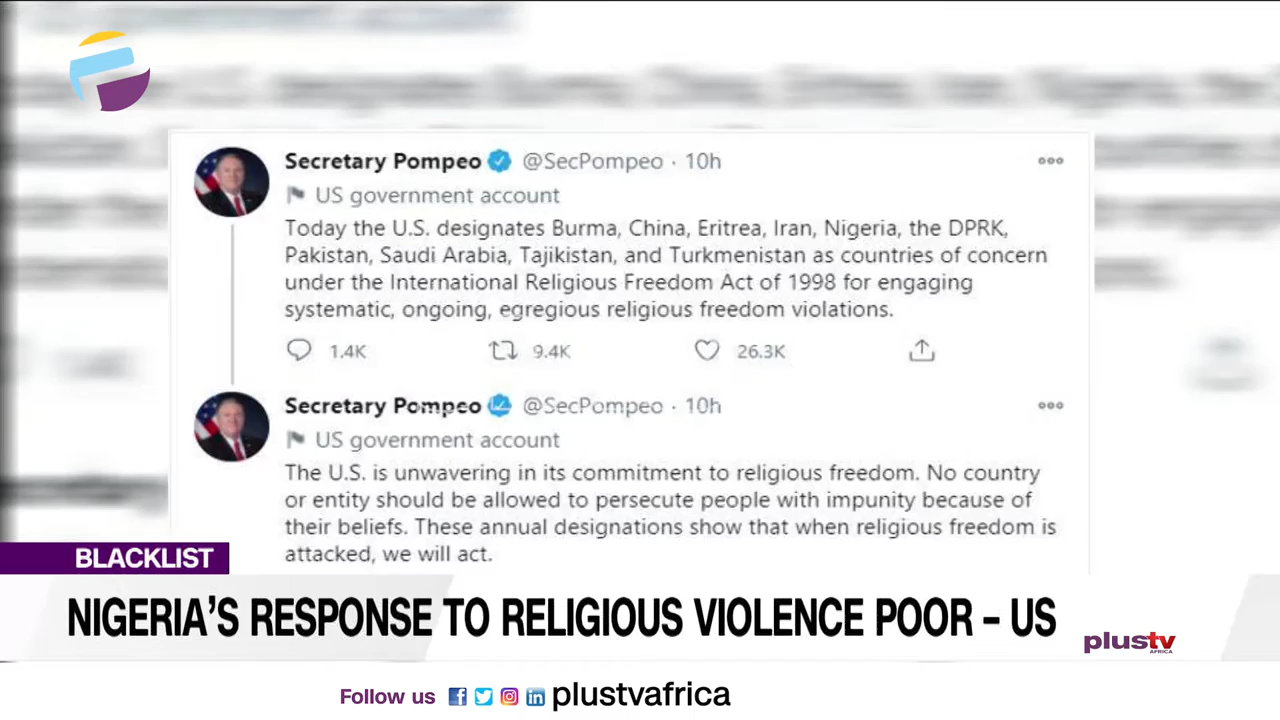 Secretary Pompeo @SecPompeo · 10h
US government account
Today the U.S. designates Burma, China, Eritrea, Iran, Nigeria, the DPRK,
Pakistan, Saudi Arabia, Tajikistan, and Turkmenistan as countries of concern
under the International Religious Freedom Act of 1998 for engaging
systematic, ongoing, egregious religious freedom violations.
1.4K 9.4K 26.3K
Secretary Pompeo @SecPompeo · 10h
US government account
The U.S. is unwavering in its commitment to religious freedom. No country
or entity should be allowed to persecute people with impunity because of
their beliefs. These annual designations show that when religious freedom is
attacked, we will act.
BLACKLIST
NIGERIA'S RESPONSE TO RELIGIOUS VIOLENCE POOR – US
plustv
AFRICA
Follow us plustvafrica